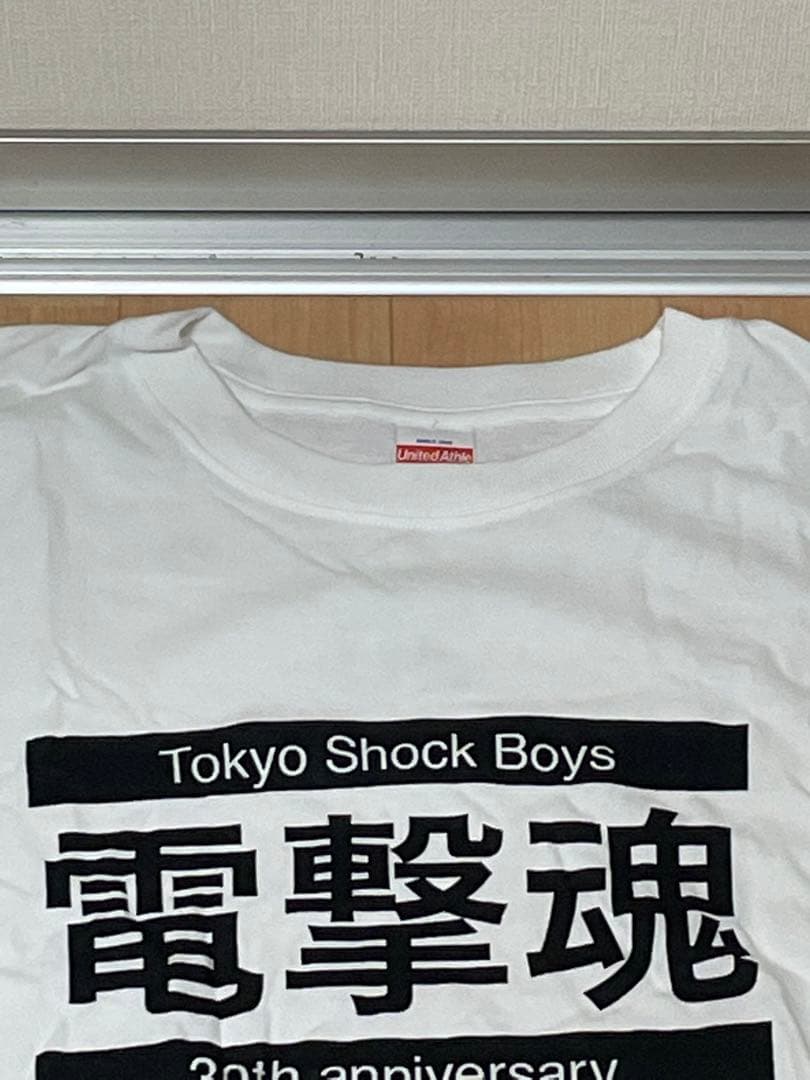 United Athle
Tokyo Shock Boys
電撃魂
30th anniversary